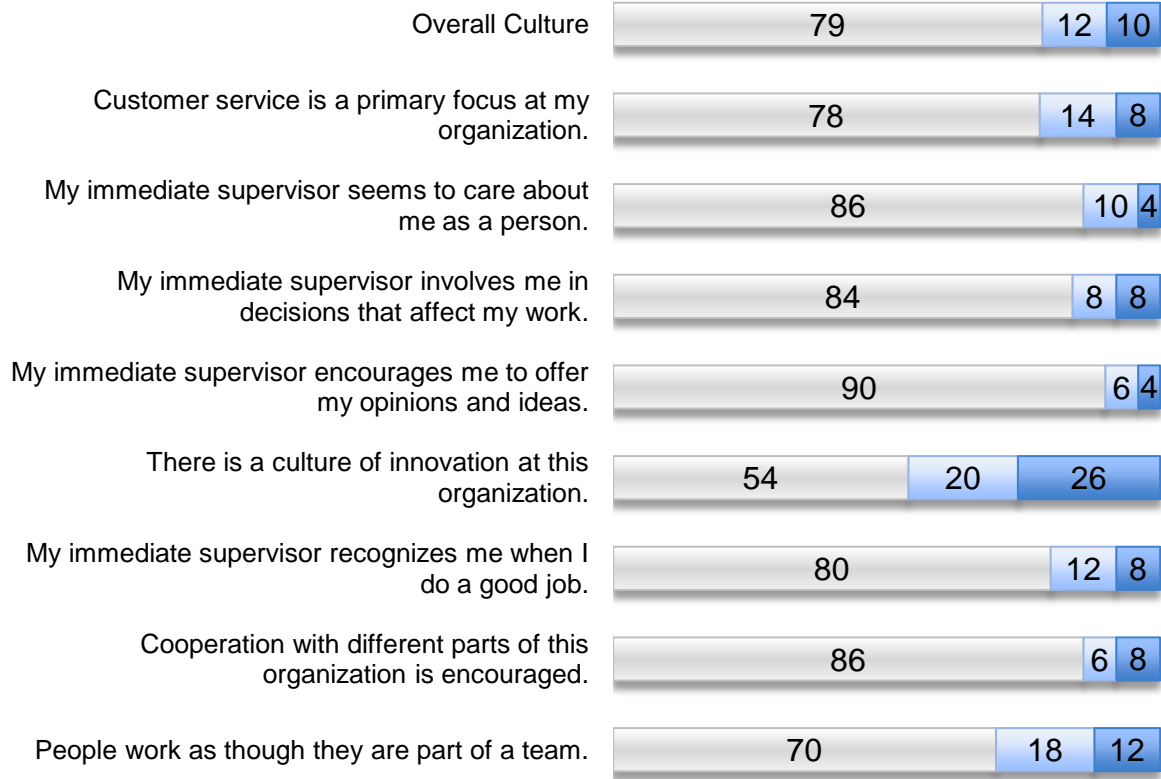 Overall Culture
79 12 10
Customer service is a primary focus at my
organization.
78 14 8
My immediate supervisor seems to care about
me as a person.
86 10 4
My immediate supervisor involves me in
decisions that affect my work.
84 8 8
My immediate supervisor encourages me to offer
my opinions and ideas.
90 6 4
There is a culture of innovation at this
organization.
54 20 26
My immediate supervisor recognizes me when I
do a good job.
80 12 8
Cooperation with different parts of this
organization is encouraged.
86 6 8
People work as though they are part of a team.
70 18 12